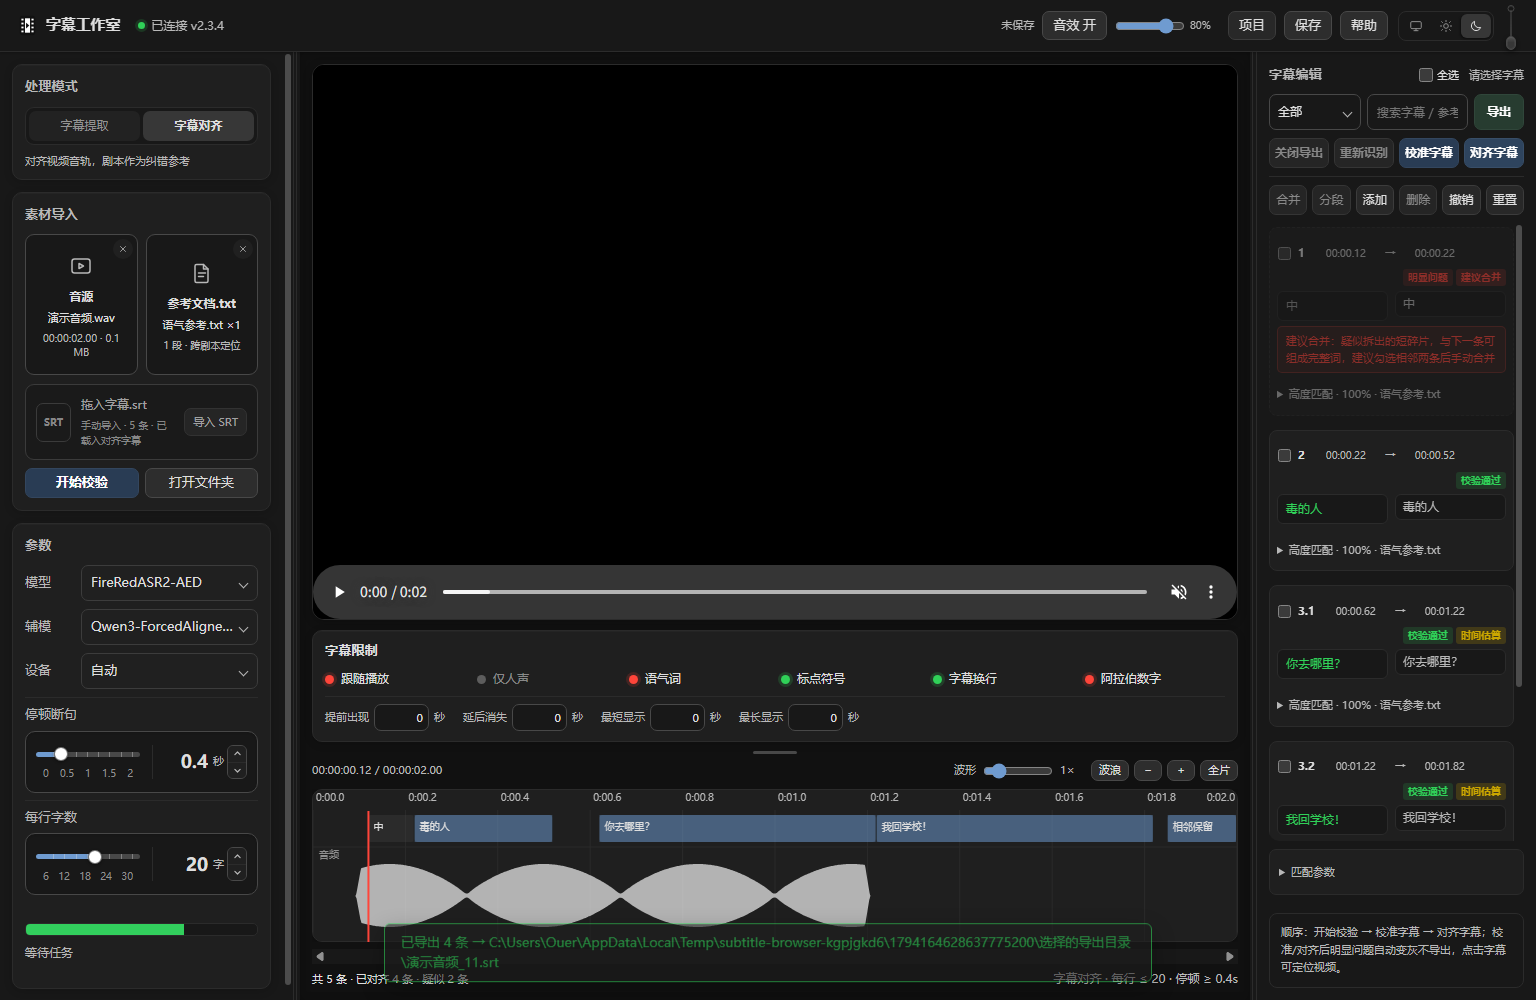 字幕工作室
已连接 v2.3.4
未保存
音效 开
80%
项目
保存
帮助
处理模式
字幕提取
字幕对齐
对齐视频音轨，剧本作为纠错参考
素材导入
×
音源
演示音频.wav
00:00:02.00 · 0.1
MB
×
参考文档.txt
语气参考.txt ×1
1 段 · 跨剧本定位
SRT
拖入字幕.srt
手动导入 · 5 条 · 已
载入对齐字幕
导入 SRT
开始校验
打开文件夹
参数
模型
FireRedASR2-AED
辅模
Qwen3-ForcedAligne...
设备
自动
停顿断句
0 0.5 1 1.5 2
0.4 秒
每行字数
6 12 18 24 30
20 字
等待任务
0:00 / 0:02
字幕限制
跟随播放
仅人声
语气词
标点符号
字幕换行
阿拉伯数字
提前出现 0 秒
延后消失 0 秒
最短显示 0 秒
最长显示 0 秒
00:00:00.12 / 00:00:02.00
波形
1×
波浪
−
+
全片
00:00.0 00:00.2 00:00.4 00:00.6 00:00.8 00:01.0 00:01.2 00:01.4 00:01.6 00:01.8 00:02.0
中
毒的人
你去哪里？
我回学校！
相邻保留
音频
已导出 4 条 → C:\Users\Ouer\AppData\Local\Temp\subtitle-browser-kgpjgkd6\1794164628637775200\选择的导出目录
\演示音频_11.srt
共 5 条 · 已对齐 4 条 · 疑似 2 条
字幕对齐 · 每行 ≤ 20 · 停顿 ≥ 0.4s
字幕编辑
全选
请选择字幕
全部
搜索字幕 / 参考
导出
关闭导出
重新识别
校准字幕
对齐字幕
合并
分段
添加
删除
撤销
重置
1 00:00.12 → 00:00.22
明显问题 建议合并
中
中
建议合并：疑似拆出的短碎片，与下一条可
组成完整词，建议勾选相邻两条后手动合并
高度匹配 · 100% · 语气参考.txt
2 00:00.22 → 00:00.52
校验通过
毒的人
毒的人
高度匹配 · 100% · 语气参考.txt
3.1 00:00.62 → 00:01.22
校验通过 时间估算
你去哪里？
你去哪里？
高度匹配 · 100% · 语气参考.txt
3.2 00:01.22 → 00:01.82
校验通过 时间估算
我回学校！
我回学校！
匹配参数
顺序：开始校验 → 校准字幕 → 对齐字幕；校
准/对齐后明显问题自动变灰不导出，点击字幕
可定位视频。